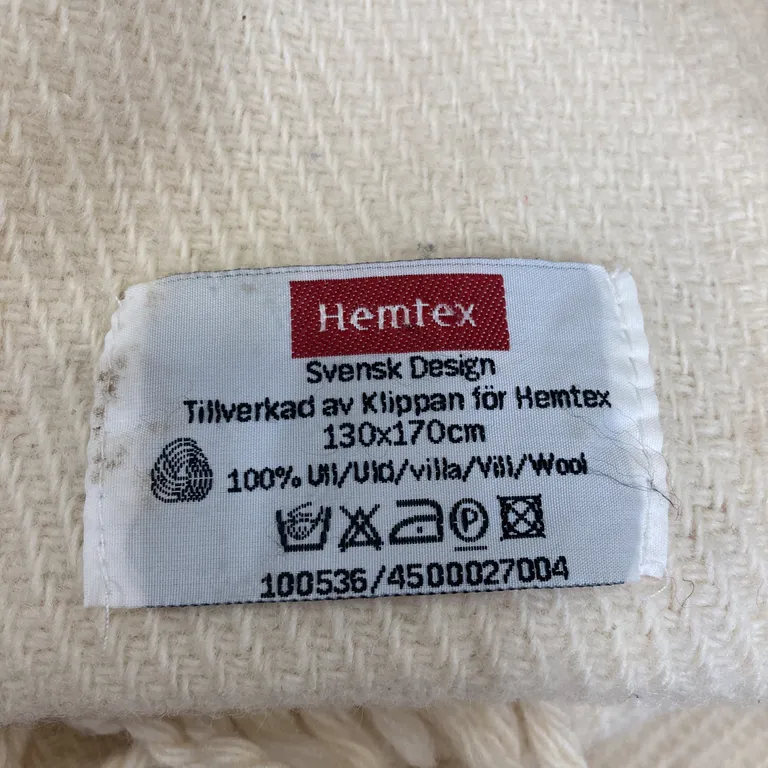 Hemtex
Svensk Design
Tillverkad av Klippan för Hemtex
130x170cm
100% Ull/Uld/villa/Vill/Wool
P
100536/4500027004